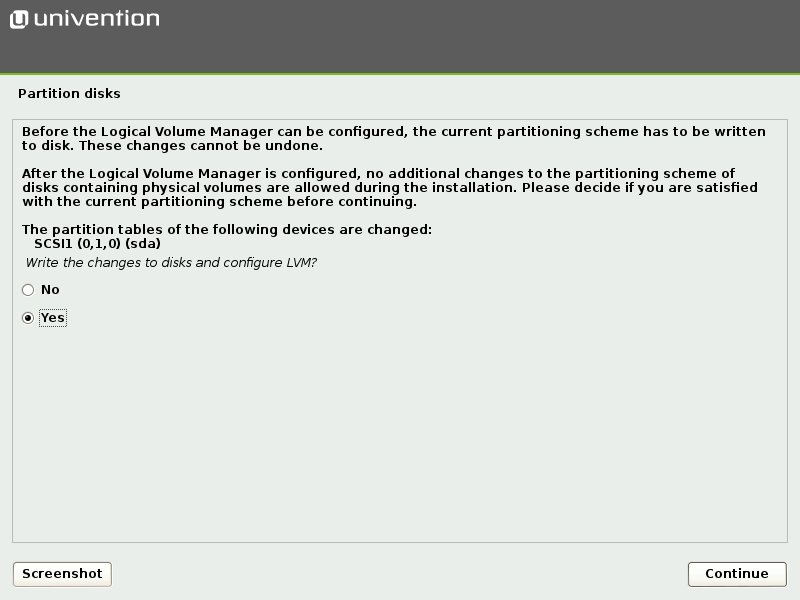 univention
Partition disks
Before the Logical Volume Manager can be configured, the current partitioning scheme has to be written
to disk. These changes cannot be undone.
After the Logical Volume Manager is configured, no additional changes to the partitioning scheme of
disks containing physical volumes are allowed during the installation. Please decide if you are satisfied
with the current partitioning scheme before continuing.
The partition tables of the following devices are changed:
SCSI1 (0,1,0) (sda)
Write the changes to disks and configure LVM?
No
Yes
Screenshot
Continue